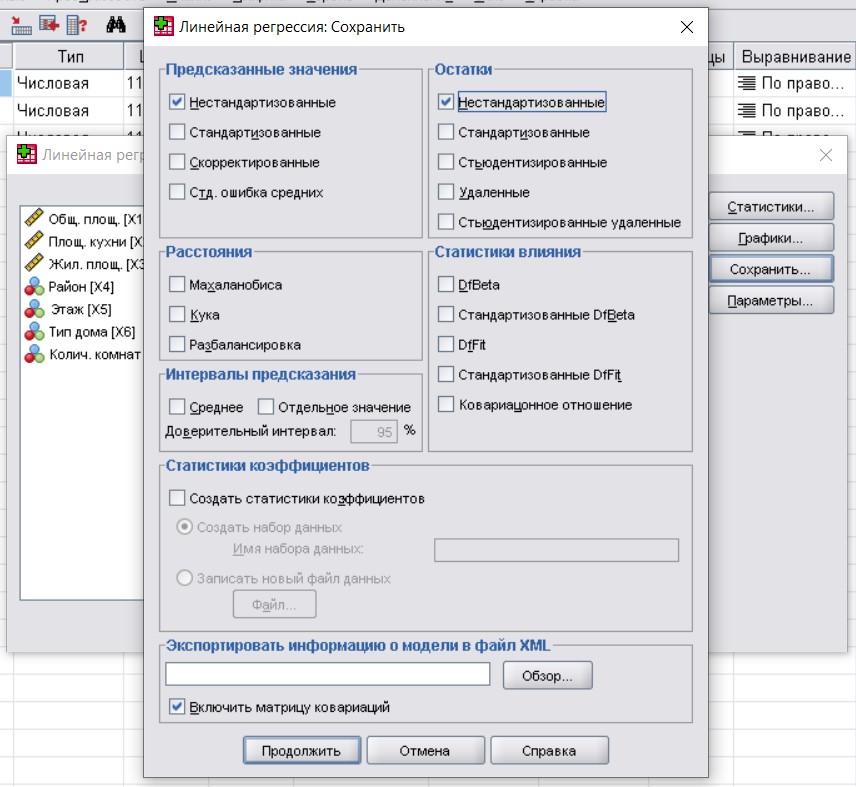 Линейная регрессия: Сохранить
Тип
Выравнивание
Числовая
11
По право...
Числовая
11
По право...
Линейная рег
Общ. площ. [X1
Площ. кухни [X
Жил. площ. [X3
Район [X4]
Этаж [X5]
Тип дома [X6]
Колич. комнат
Предсказанные значения
Нестандартизованные
Стандартизованные
Скорректированные
Стд. ошибка средних
Остатки
Нестандартизованные
Стандартизованные
Стьюдентизированные
Удаленные
Стьюдентизированные удаленные
Расстояния
Махаланобиса
Кука
Разбалансировка
Статистики влияния
DfBeta
Стандартизованные DfBeta
DfFit
Стандартизованные DfFit
Ковариацонное отношение
Интервалы предсказания
Среднее
Отдельное значение
Доверительный интервал: 95 %
Статистики коэффициентов
Создать статистики коэффициентов
Создать набор данных
Имя набора данных:
Записать новый файл данных
Файл...
Экспортировать информацию о модели в файл XML
Обзор...
Включить матрицу ковариаций
Продолжить
Отмена
Справка
Статистики...
Графики...
Сохранить...
Параметры...